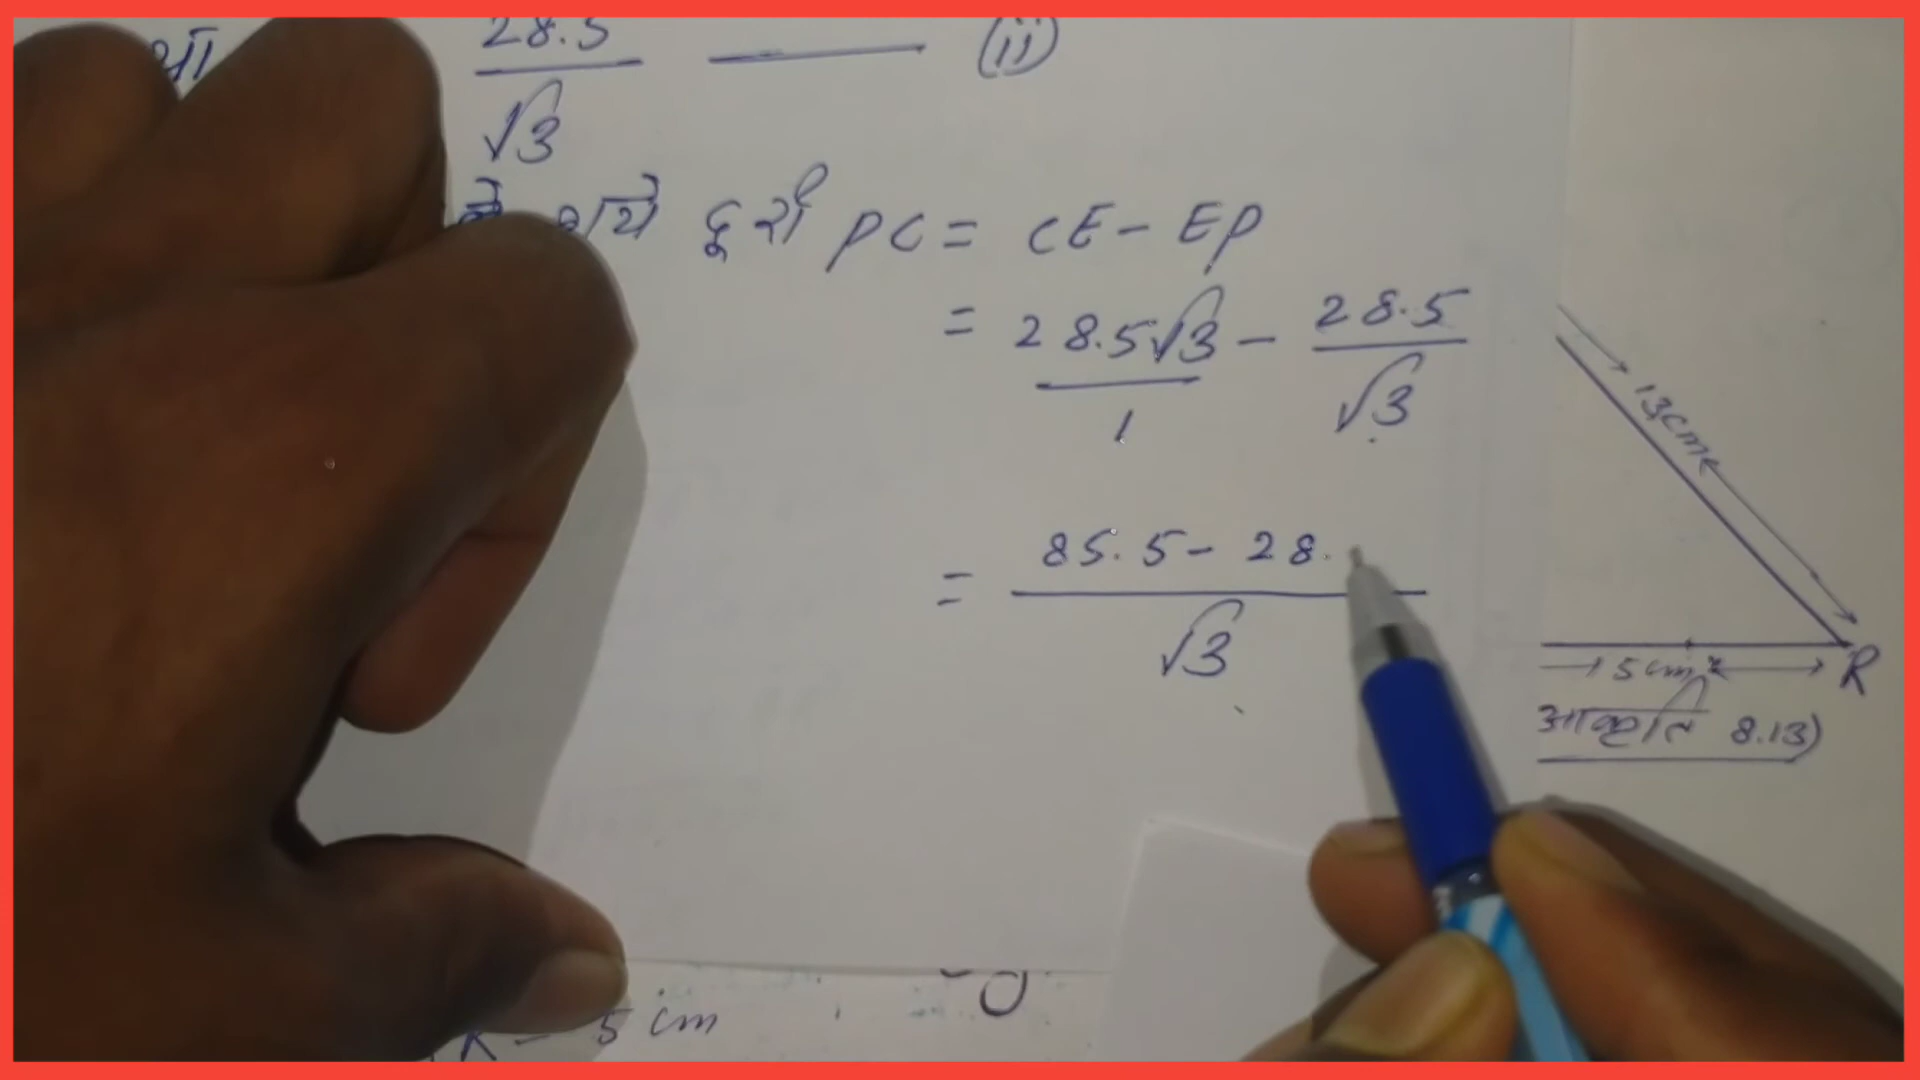 28.5/√3 ——— (ii)
दूरी PC = CE - EP
= 28.5√3/1 - 28.5/√3
= 85.5 - 28./√3
13cm
5cm
R
आकृति 8.13)
5 cm